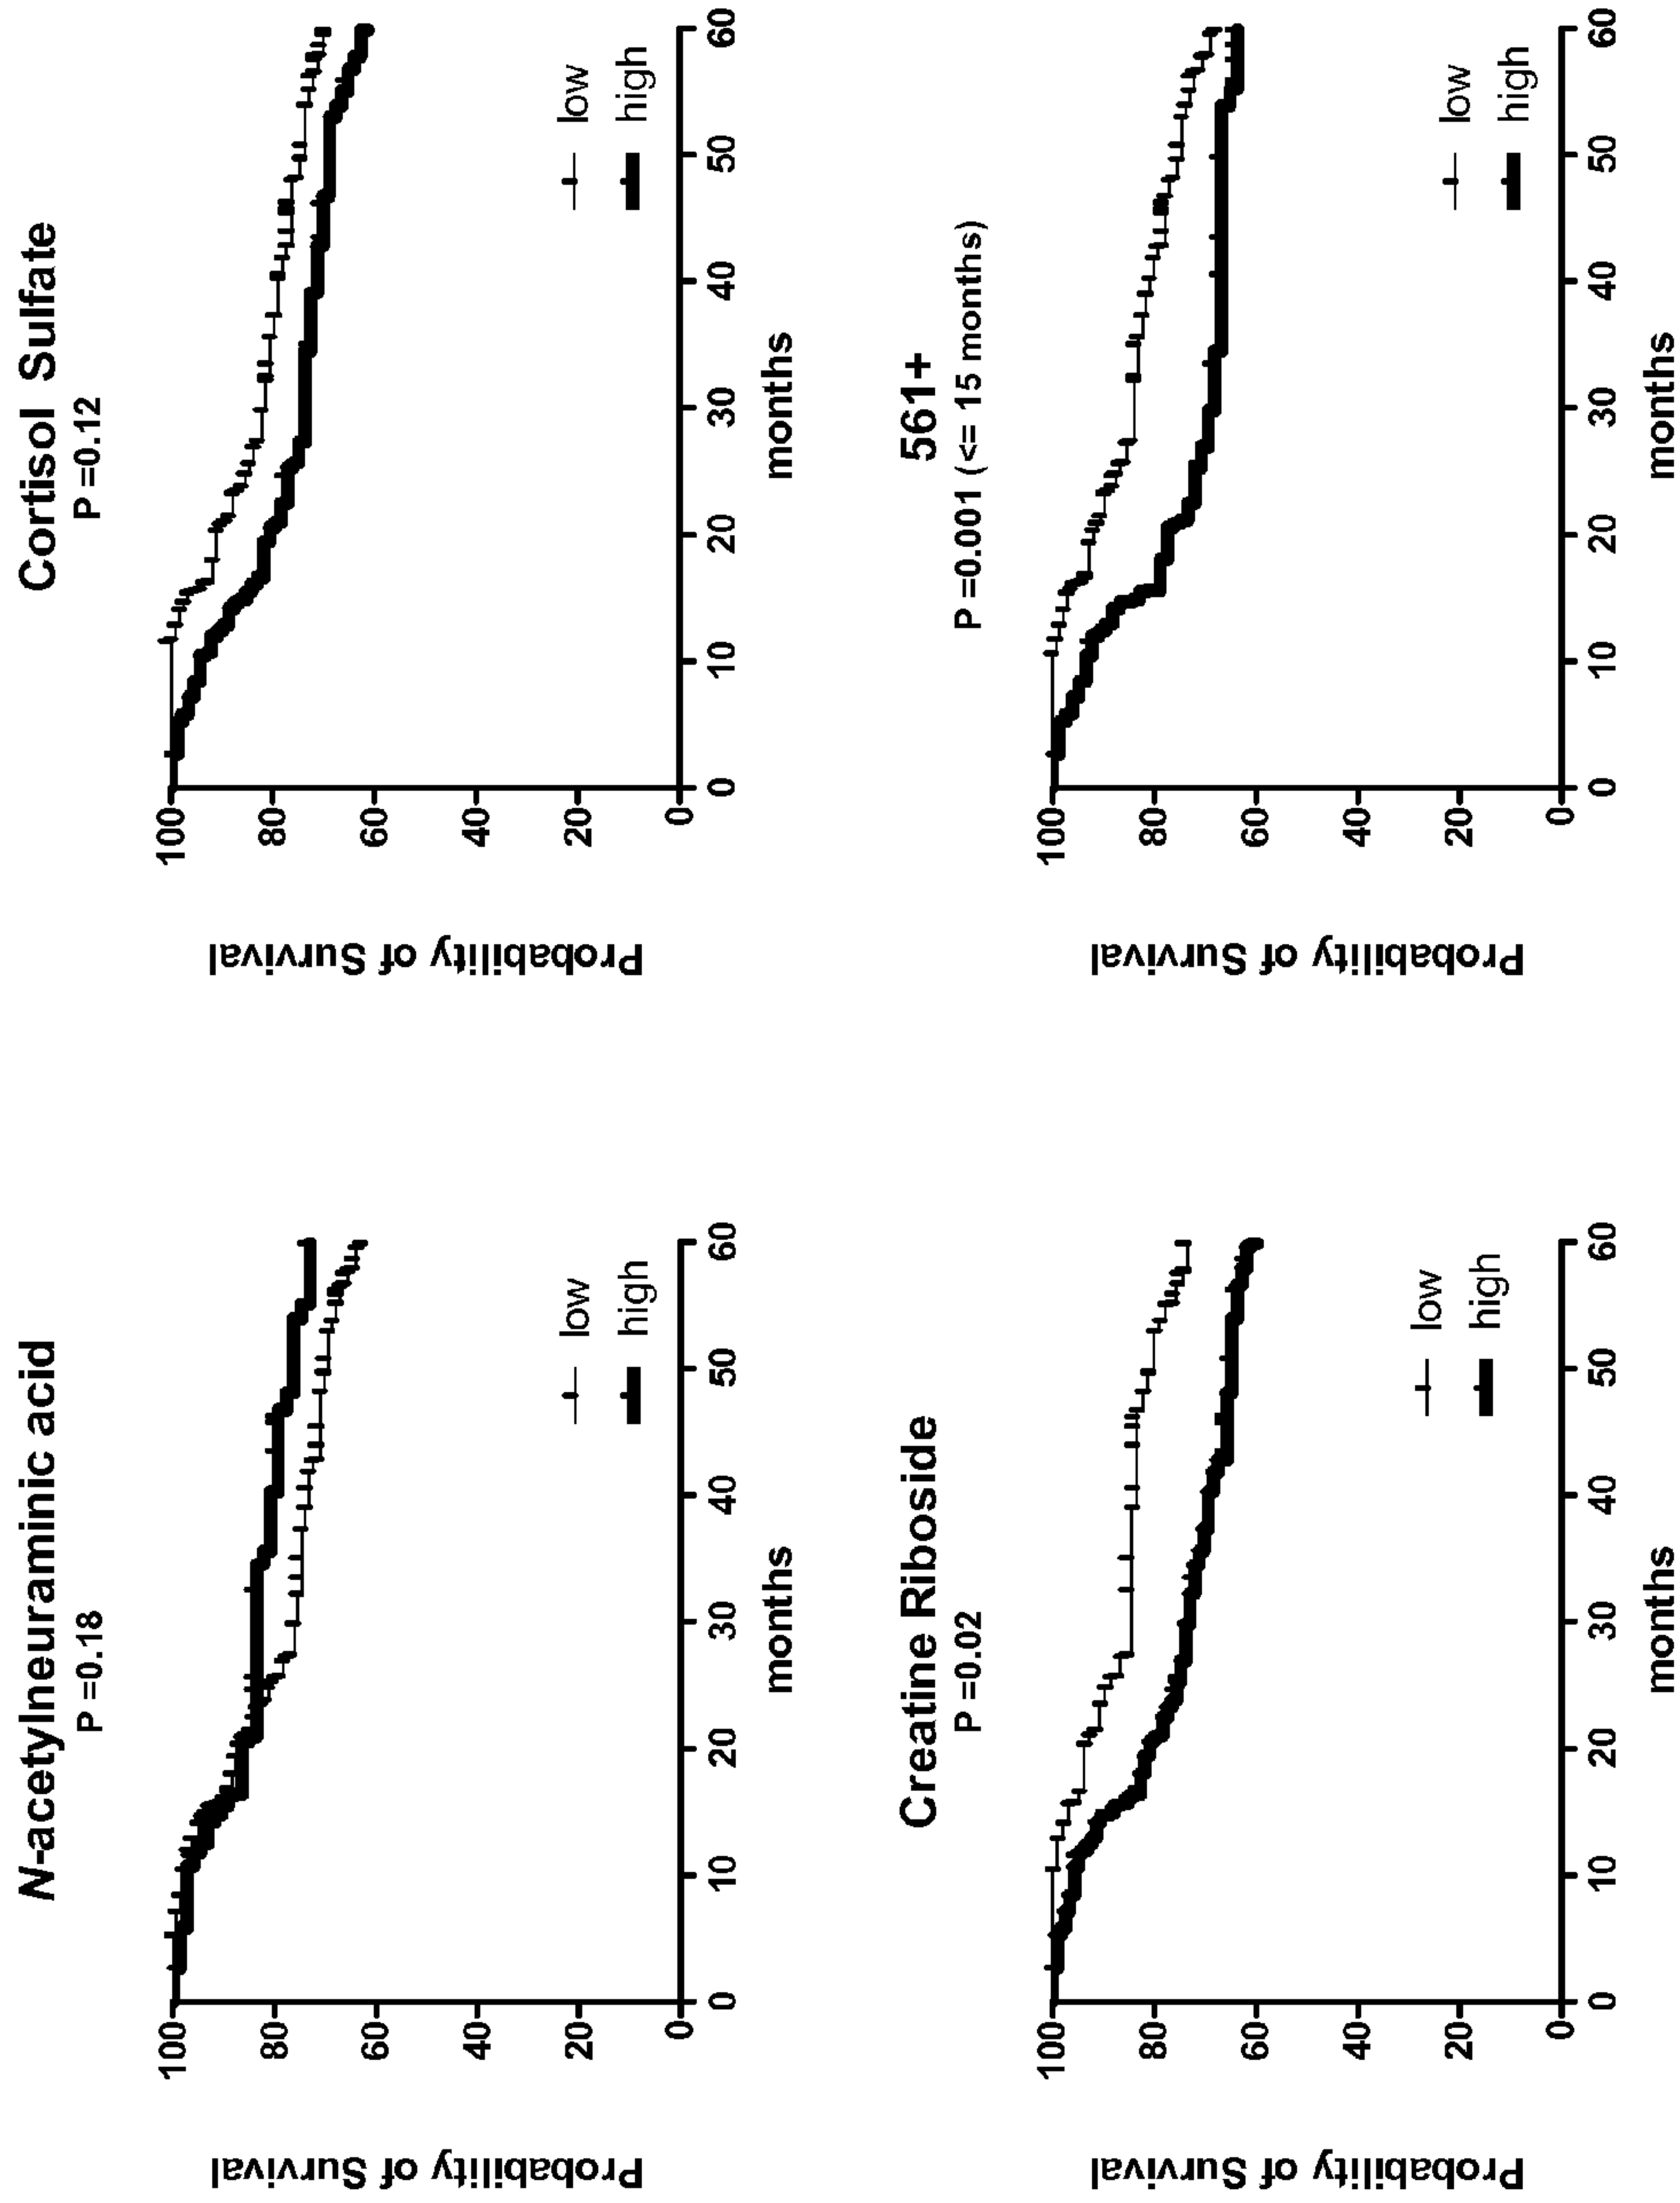 N-acetylneuraminic acid
P =0.18
Probability of Survival
100
80
60
40
20
0
0 10 20 30 40 50 60
months
low
high
Cortisol Sulfate
P =0.12
Probability of Survival
100
80
60
40
20
0
0 10 20 30 40 50 60
months
low
high
Creatine Riboside
P =0.02
Probability of Survival
100
80
60
40
20
0
0 10 20 30 40 50 60
months
low
high
561+
P =0.001 (<= 15 months)
Probability of Survival
100
80
60
40
20
0
0 10 20 30 40 50 60
months
low
high